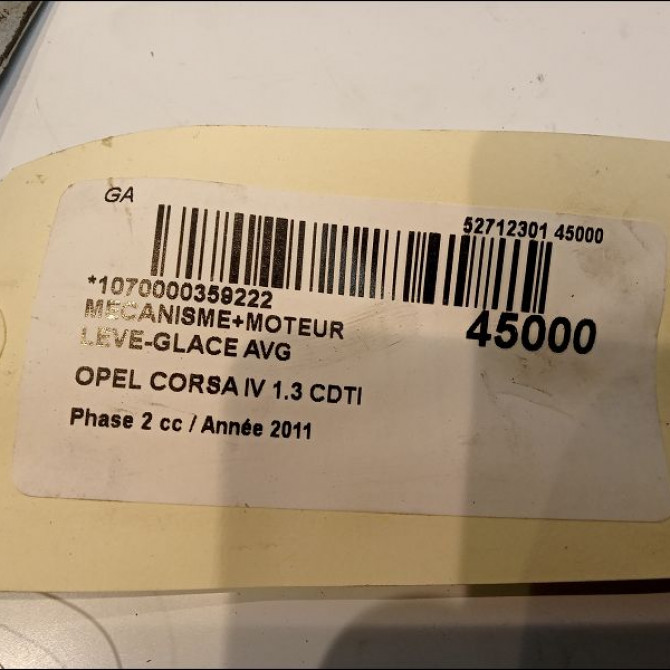 GA
52712301 45000
*1070000359222
MECANISME+MOTEUR
LEVE-GLACE AVG
45000
OPEL CORSA IV 1.3 CDTI
Phase 2 cc / Année 2011